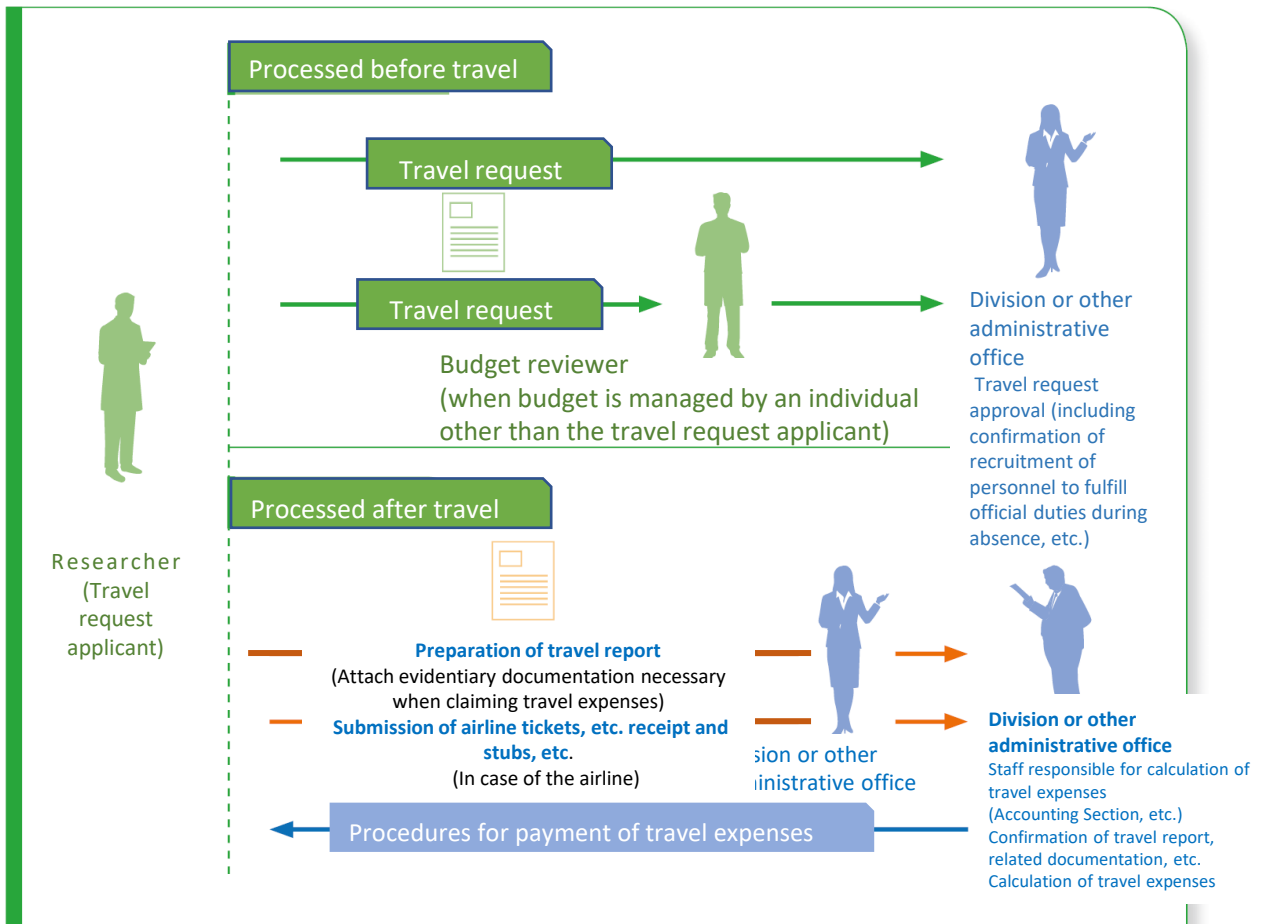 Processed before travel
Travel request
Travel request
Budget reviewer
(when budget is managed by an individual
other than the travel request applicant)
Division or other
administrative
office
Travel request
approval (including
confirmation of
recruitment of
personnel to fulfill
official duties during
absence, etc.)
Researcher
(Travel
request
applicant)
Processed after travel
Preparation of travel report
(Attach evidentiary documentation necessary
when claiming travel expenses)
Submission of airline tickets, etc. receipt and
stubs, etc.
(In case of the airline)
sion or other
inistrative office
Division or other
administrative office
Staff responsible for calculation of
travel expenses
(Accounting Section, etc.)
Confirmation of travel report,
related documentation, etc.
Calculation of travel expenses
Procedures for payment of travel expenses